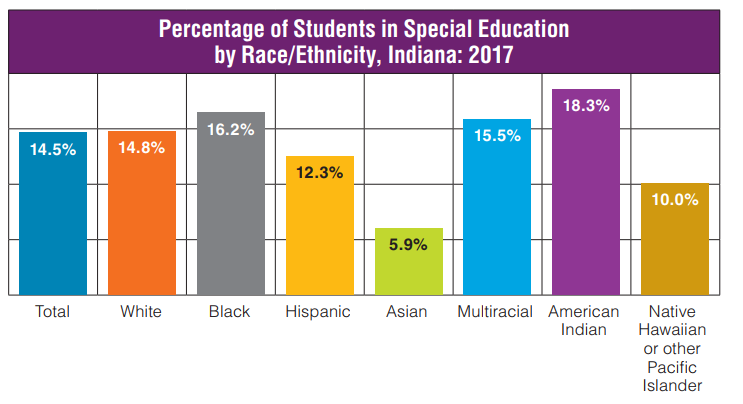 Percentage of Students in Special Education
by Race/Ethnicity, Indiana: 2017
14.5%
14.8%
16.2%
12.3%
5.9%
15.5%
18.3%
10.0%
Total
White
Black
Hispanic
Asian
Multiracial
American
Indian
Native
Hawaiian
or other
Pacific
Islander